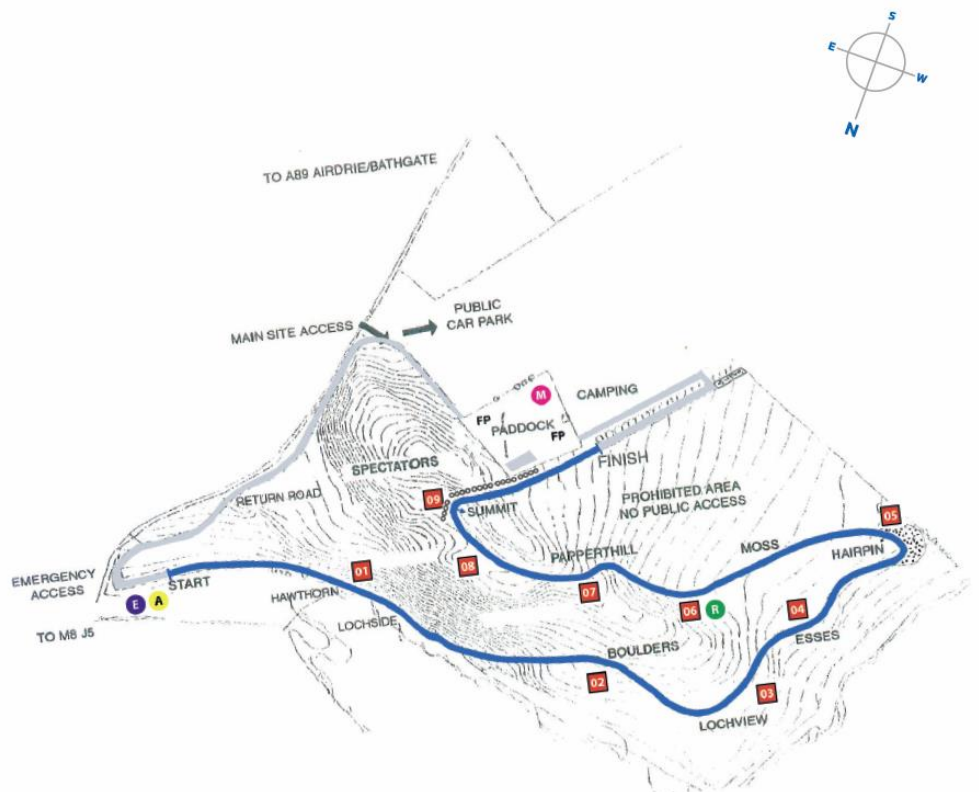 S
E
W
N
TO A89 AIRDRIE/BATHGATE
MAIN SITE ACCESS
PUBLIC
CAR PARK
M
CAMPING
FP
PADDOCK
FP
FINISH
SPECTATORS
09
SUMMIT
RETURN ROAD
PROHIBITED AREA
NO PUBLIC ACCESS
05
HAIRPIN
MOSS
PAPPERTHILL
08
07
06
R
04
ESSES
EMERGENCY
ACCESS
START
E
A
TO M8 J5
01
HAWTHORN
LOCHSIDE
BOULDERS
02
03
LOCHVIEW